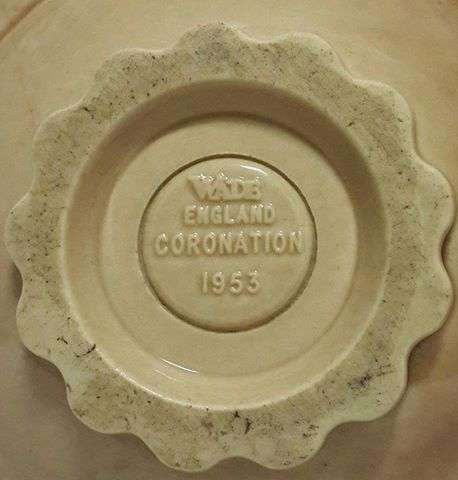 WADE
ENGLAND
CORONATION
1953